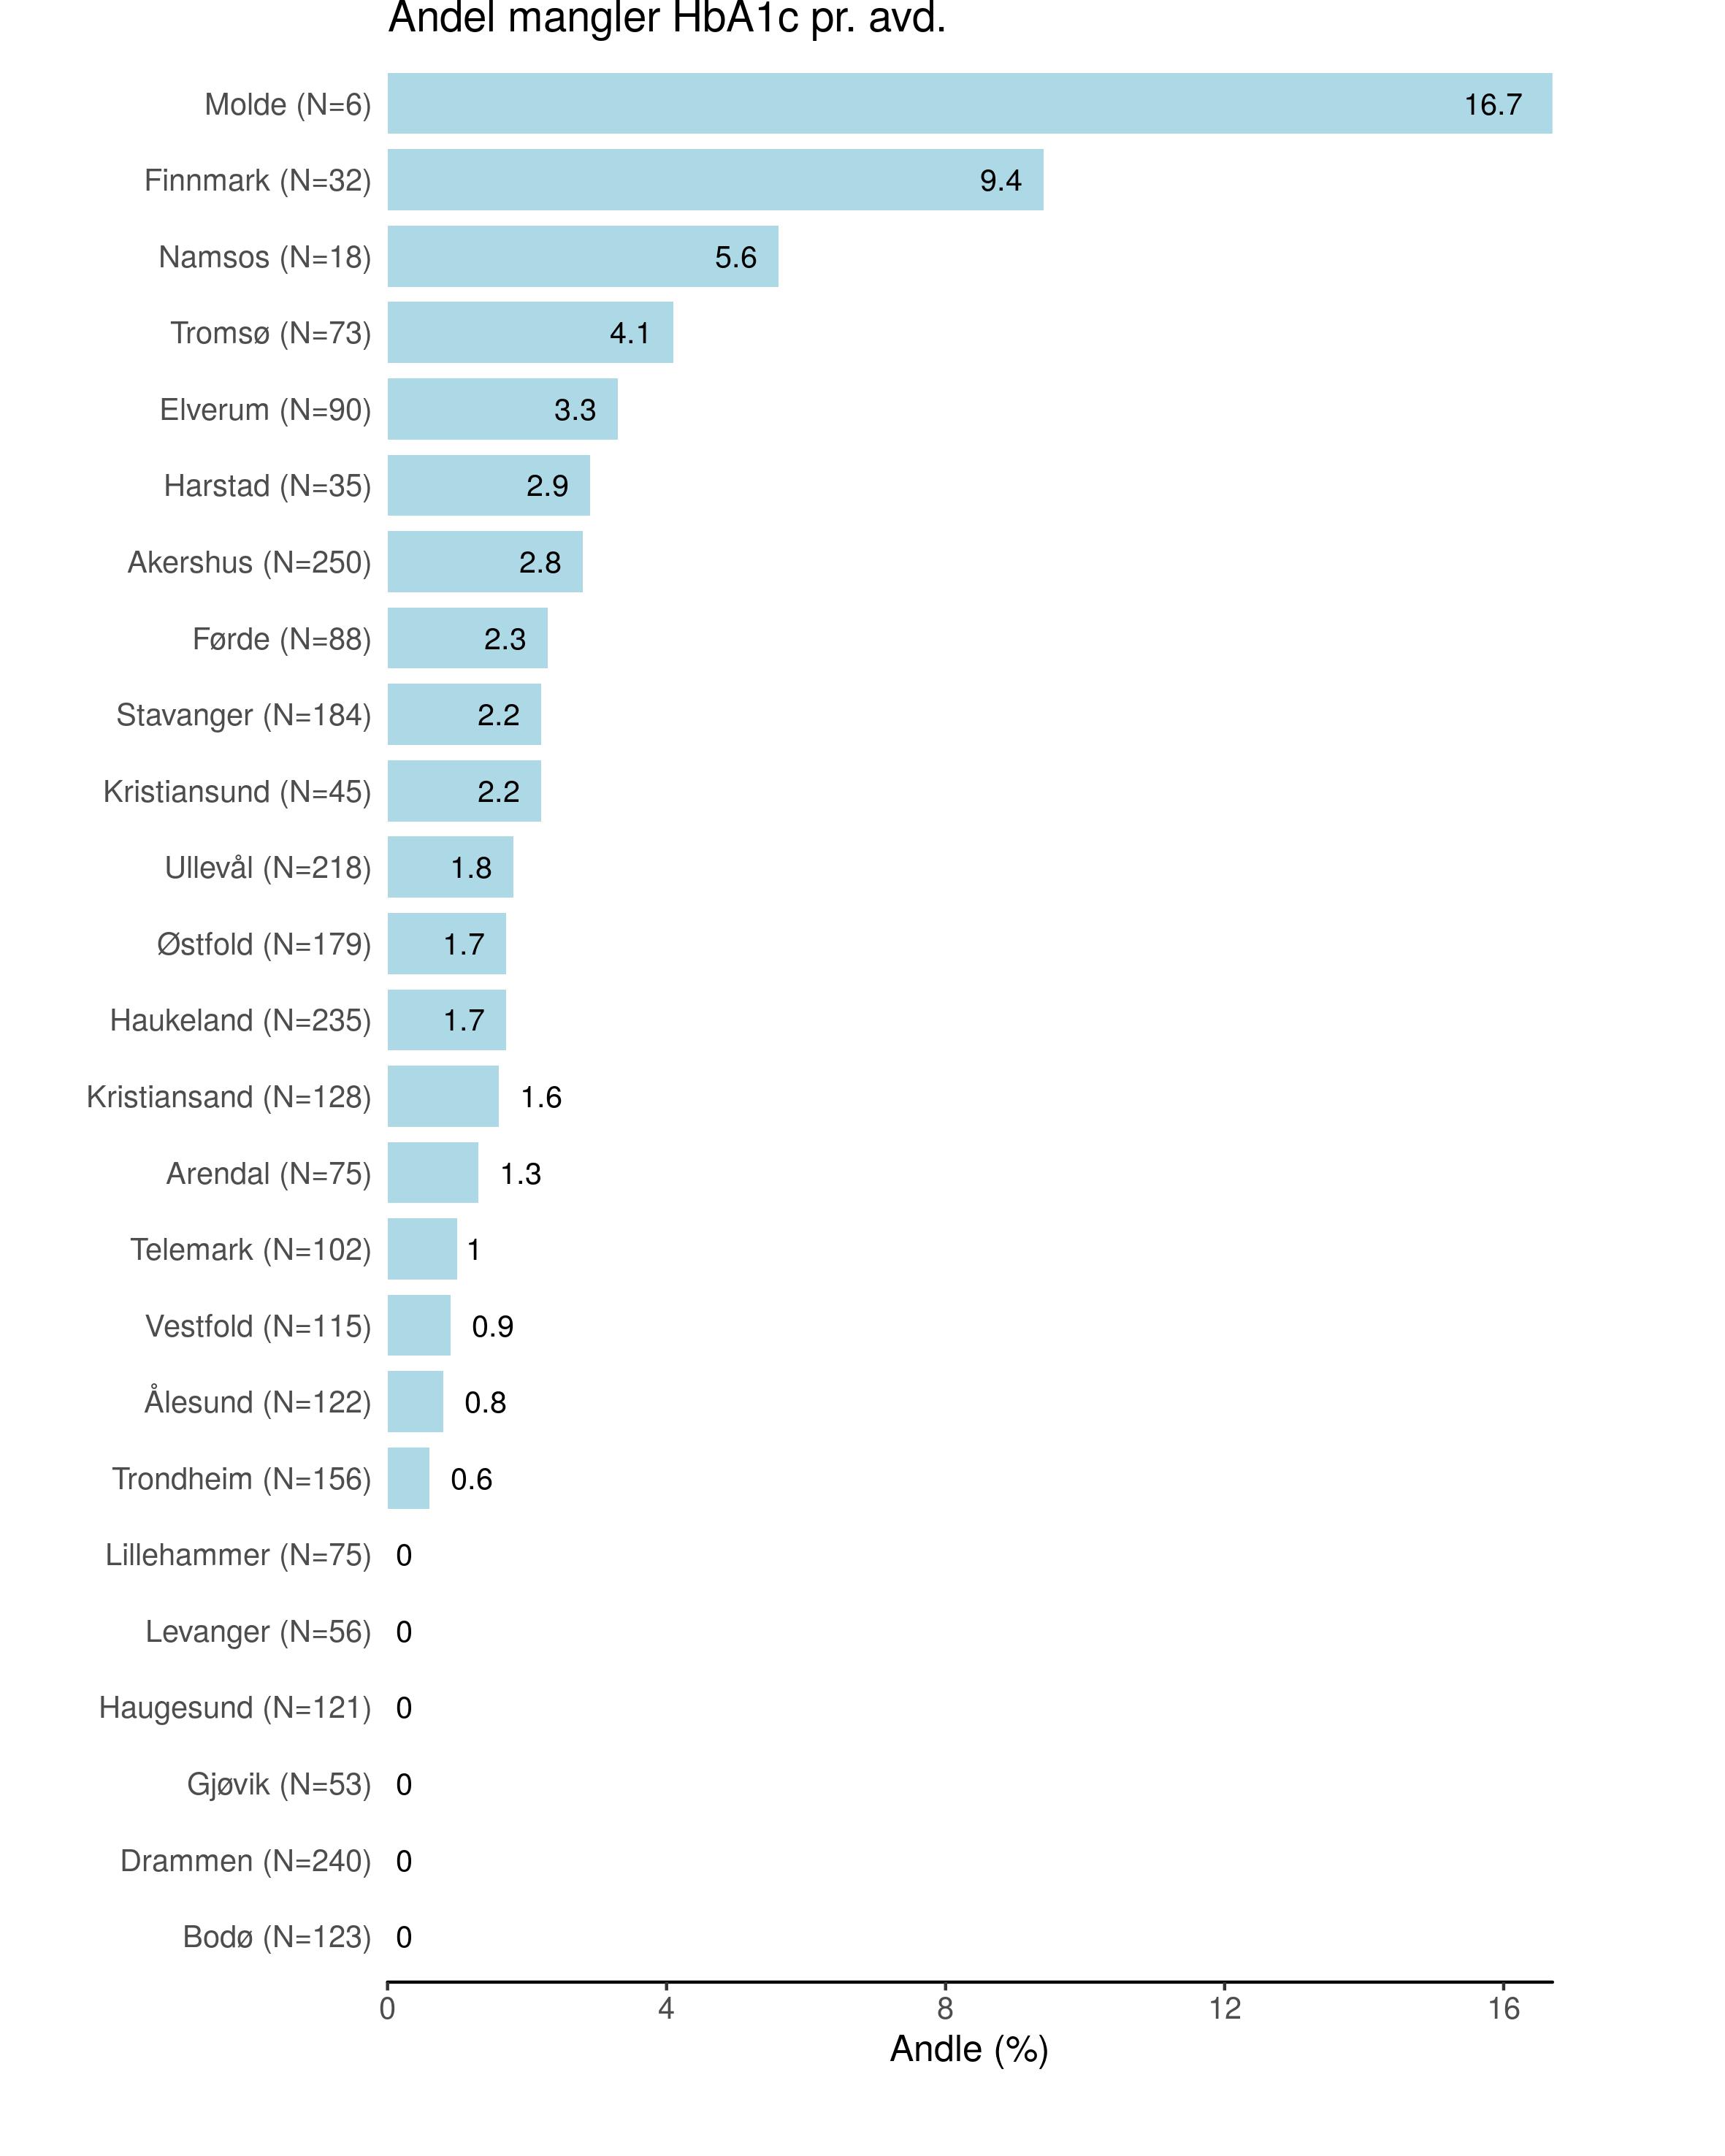 Andel mangler HbA1c pr. avd.
Molde (N=6) 16.7
Finnmark (N=32) 9.4
Namsos (N=18) 5.6
Tromsø (N=73) 4.1
Elverum (N=90) 3.3
Harstad (N=35) 2.9
Akershus (N=250) 2.8
Førde (N=88) 2.3
Stavanger (N=184) 2.2
Kristiansund (N=45) 2.2
Ullevål (N=218) 1.8
Østfold (N=179) 1.7
Haukeland (N=235) 1.7
Kristiansand (N=128) 1.6
Arendal (N=75) 1.3
Telemark (N=102) 1
Vestfold (N=115) 0.9
Ålesund (N=122) 0.8
Trondheim (N=156) 0.6
Lillehammer (N=75) 0
Levanger (N=56) 0
Haugesund (N=121) 0
Gjøvik (N=53) 0
Drammen (N=240) 0
Bodø (N=123) 0
0 4 8 12 16
Andle (%)